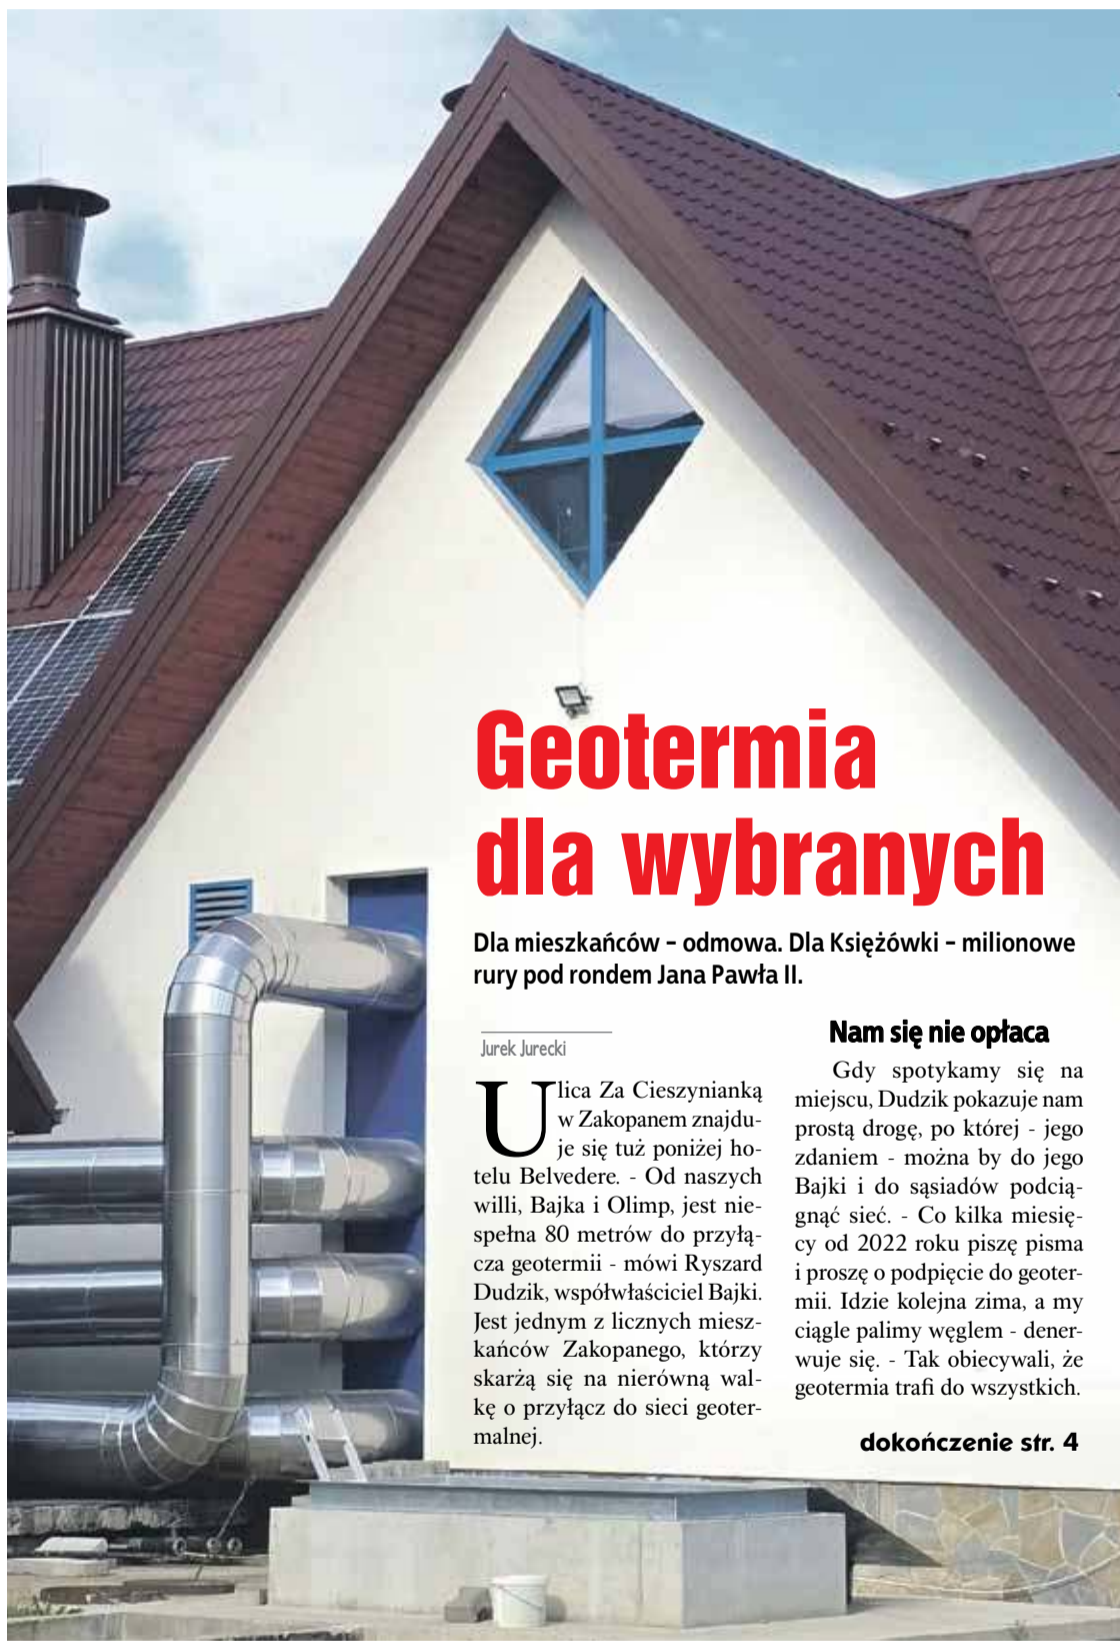 Geotermia
dla wybranych
Dla mieszkańców – odmowa. Dla Księżówki – milionowe
rury pod rondem Jana Pawła II.
Jurek Jurecki
Ulica Za Cieszynianką
w Zakopanem znajdu-
je się tuż poniżej ho-
telu Belvedere. - Od naszych
willi, Bajka i Olimp, jest nie-
spełna 80 metrów do przyłą-
cza geotermii - mówi Ryszard
Dudzik, współwłaściciel Bajki.
Jest jednym z licznych miesz-
kańców Zakopanego, którzy
skarżą się na nierówną wal-
kę o przyłącz do sieci geoter-
malnej.
Nam się nie opłaca
Gdy spotykamy się na
miejscu, Dudzik pokazuje nam
prostą drogę, po której - jego
zdaniem - można by do jego
Bajki i do sąsiadów podcią-
gnąć sieć. - Co kilka miesię-
cy od 2022 roku piszę pisma
i proszę o podpięcie do geoter-
mii. Idzie kolejna zima, a my
ciągle palimy węglem - dener-
wuje się. - Tak obiecywali, że
geotermia trafi do wszystkich.
dokończenie str. 4